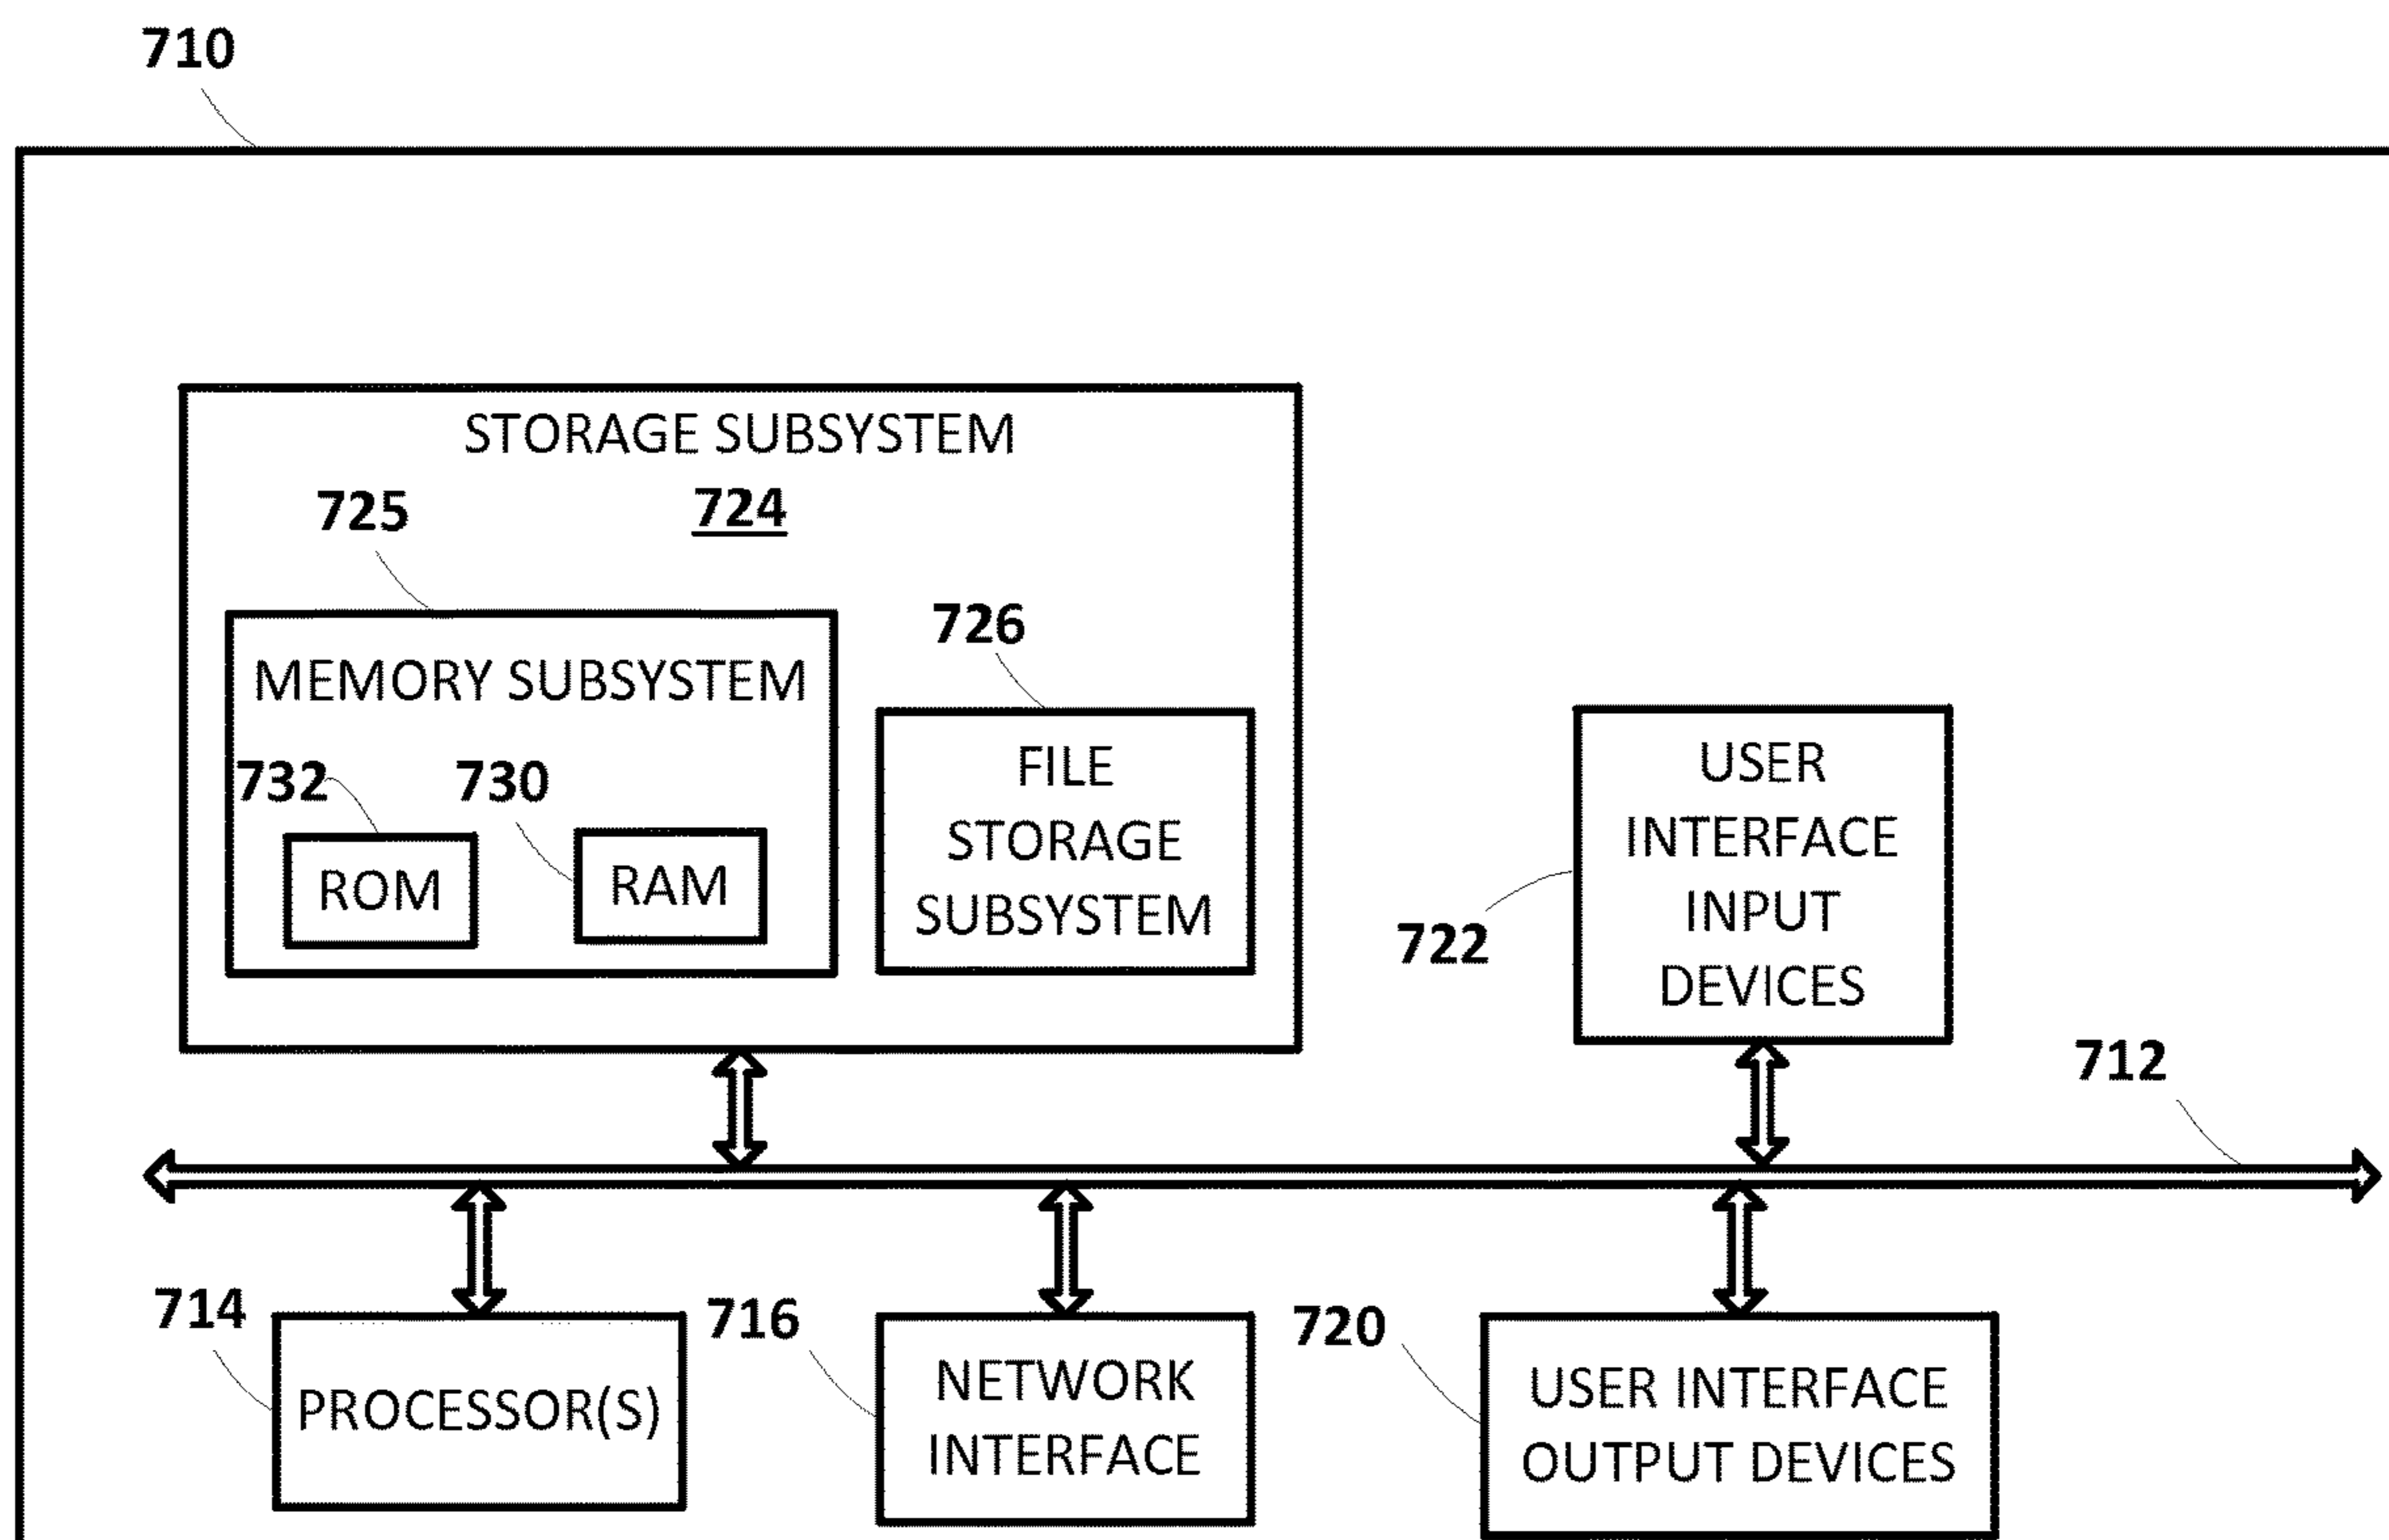 710
STORAGE SUBSYSTEM
724
725
MEMORY SUBSYSTEM
732
730
ROM
RAM
726
FILE
STORAGE
SUBSYSTEM
USER
INTERFACE
INPUT
DEVICES
722
712
714
PROCESSOR(S)
716
NETWORK
INTERFACE
720
USER INTERFACE
OUTPUT DEVICES